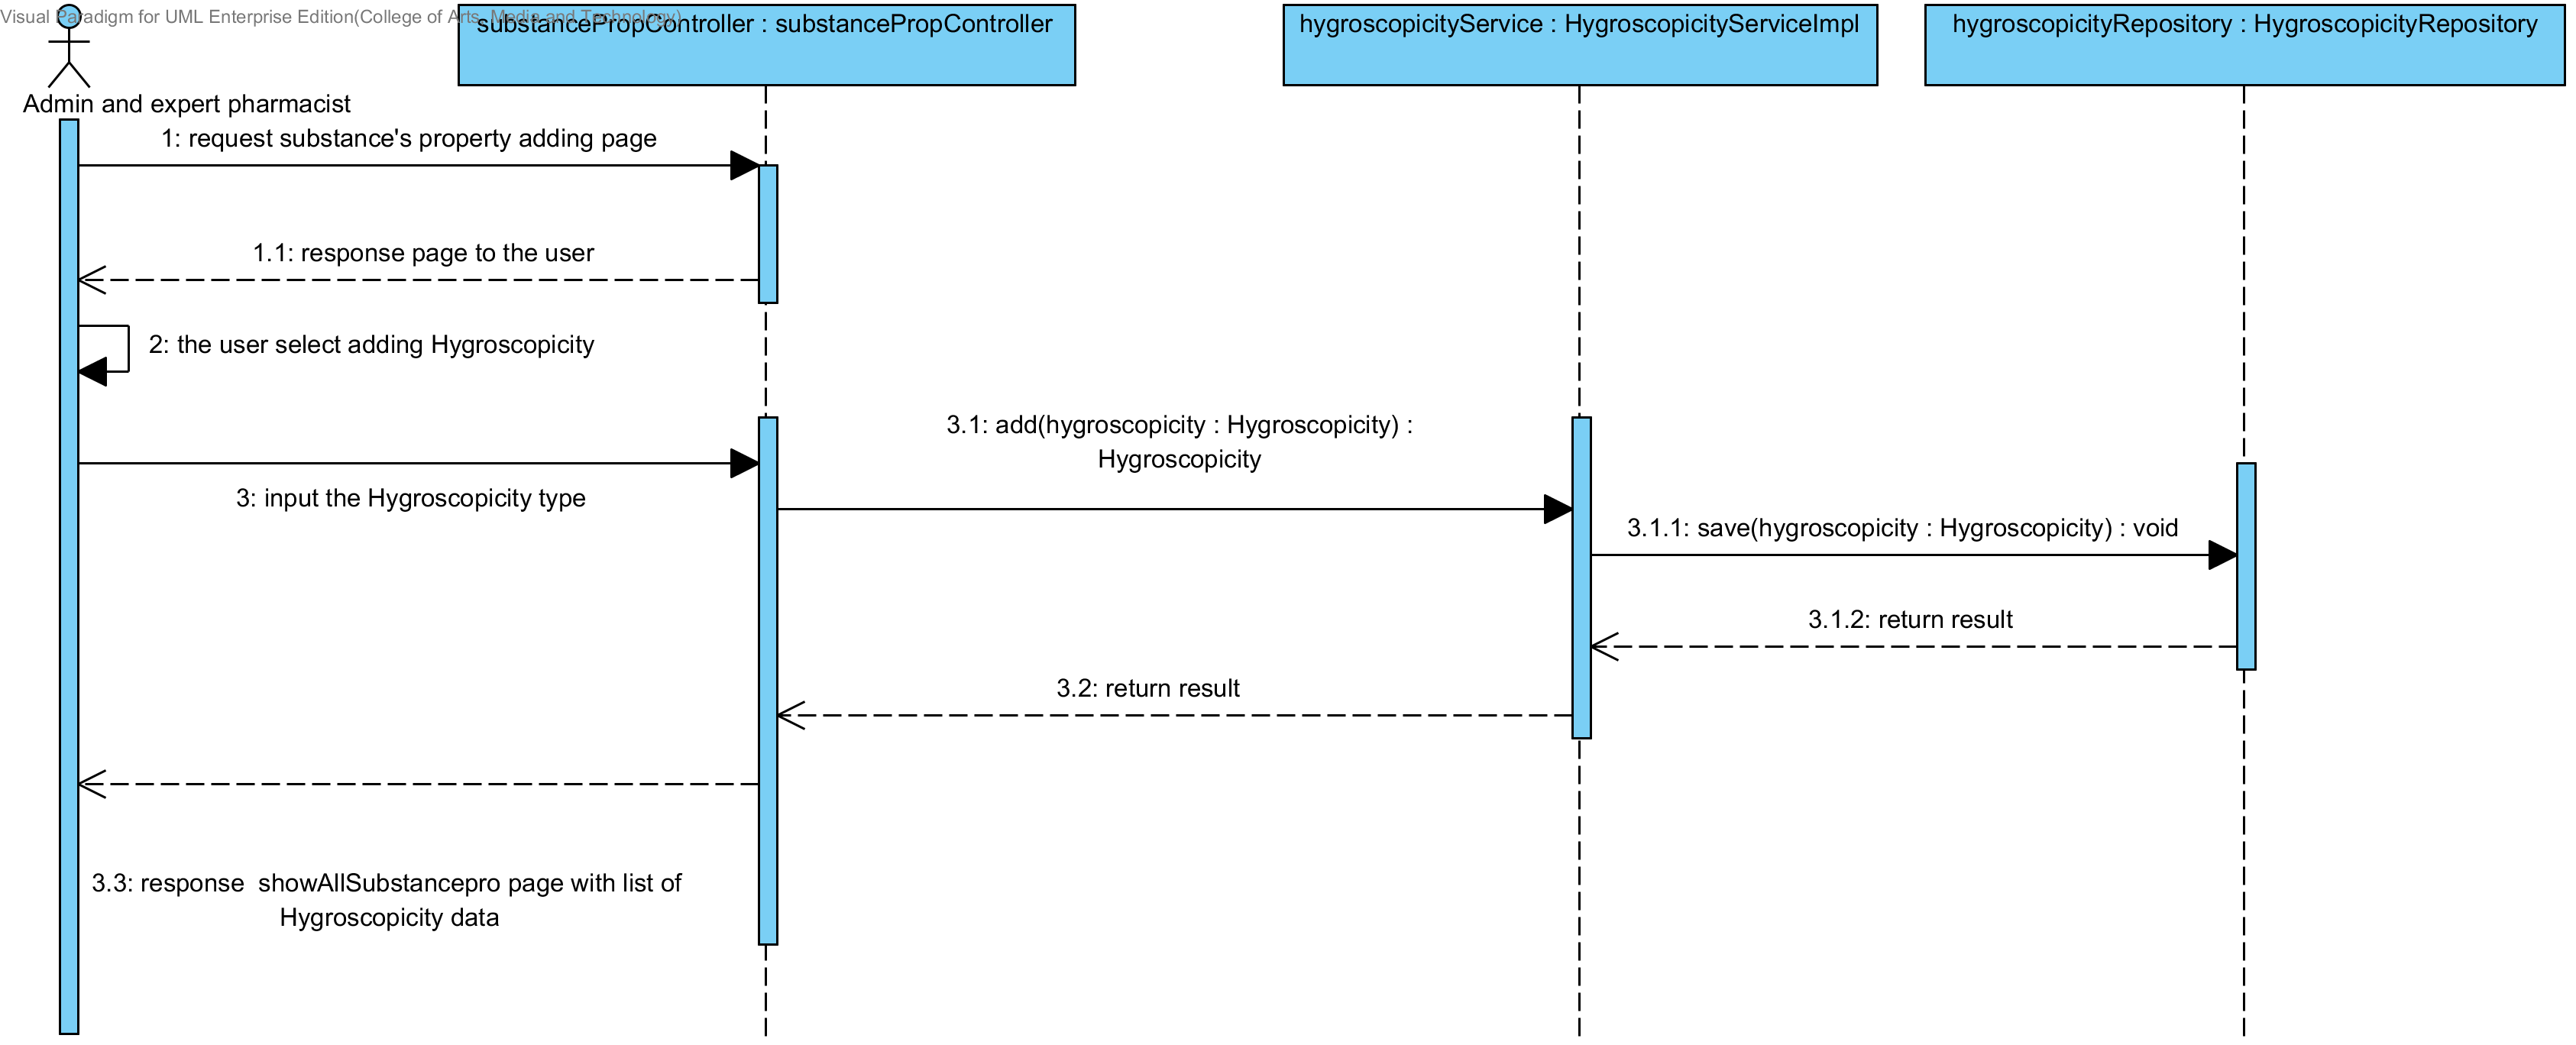 Visual Paradigm for UML Enterprise Edition(College of Arts, Media and Technology)
substancePropController : substancePropController
hygroscopicityService : HygroscopicityServiceImpl
hygroscopicityRepository : HygroscopicityRepository
Admin and expert pharmacist
1: request substance's property adding page
1.1: response page to the user
2: the user select adding Hygroscopicity
3: input the Hygroscopicity type
3.1: add(hygroscopicity : Hygroscopicity) :
Hygroscopicity
3.1.1: save(hygroscopicity : Hygroscopicity) : void
3.1.2: return result
3.2: return result
3.3: response  showAllSubstancepro page with list of
Hygroscopicity data